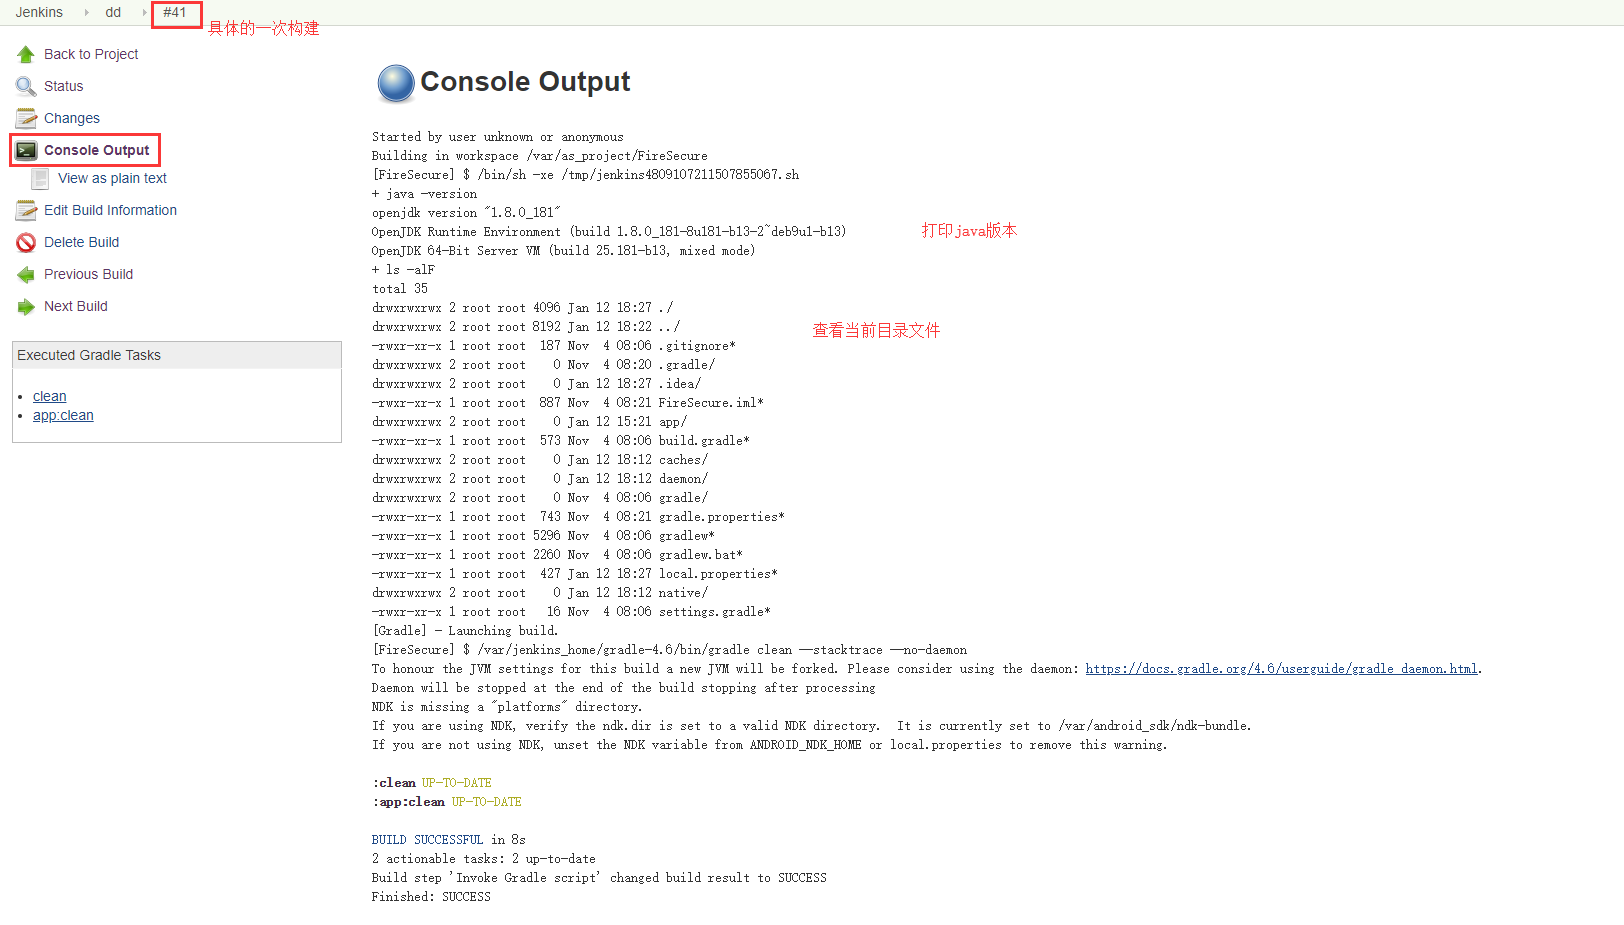 Jenkins dd #41
具体的一次构建
Back to Project
Status
Changes
Console Output
View as plain text
Edit Build Information
Delete Build
Previous Build
Next Build
Executed Gradle Tasks
clean
app:clean
Console Output
Started by user unknown or anonymous
Building in workspace /var/as_project/FireSecure
[FireSecure] $ /bin/sh -xe /tmp/jenkins4809107211507855067.sh
+ java -version
openjdk version "1.8.0_181"
OpenJDK Runtime Environment (build 1.8.0_181-8u181-b13-2~deb9u1-b13)
打印java版本
OpenJDK 64-Bit Server VM (build 25.181-b13, mixed mode)
+ ls -alF
total 35
drwxrwxrwx 2 root root 4096 Jan 12 18:27 ./
drwxrwxrwx 2 root root 8192 Jan 12 18:22 ../
查看当前目录文件
-rwxr-xr-x 1 root root  187 Nov  4 08:06 .gitignore*
drwxrwxrwx 2 root root    0 Nov  4 08:20 .gradle/
drwxrwxrwx 2 root root    0 Jan 12 18:27 .idea/
-rwxr-xr-x 1 root root  887 Nov  4 08:21 FireSecure.iml*
drwxrwxrwx 2 root root    0 Jan 12 15:21 app/
-rwxr-xr-x 1 root root  573 Nov  4 08:06 build.gradle*
drwxrwxrwx 2 root root    0 Jan 12 18:12 caches/
drwxrwxrwx 2 root root    0 Jan 12 18:12 daemon/
drwxrwxrwx 2 root root    0 Nov  4 08:06 gradle/
-rwxr-xr-x 1 root root  743 Nov  4 08:21 gradle.properties*
-rwxr-xr-x 1 root root 5296 Nov  4 08:06 gradlew*
-rwxr-xr-x 1 root root 2260 Nov  4 08:06 gradlew.bat*
-rwxr-xr-x 1 root root  427 Jan 12 18:27 local.properties*
drwxrwxrwx 2 root root    0 Jan 12 18:12 native/
-rwxr-xr-x 1 root root   16 Nov  4 08:06 settings.gradle*
[Gradle] - Launching build.
[FireSecure] $ /var/jenkins_home/gradle-4.6/bin/gradle clean --stacktrace --no-daemon
To honour the JVM settings for this build a new JVM will be forked. Please consider using the daemon: https://docs.gradle.org/4.6/userguide/gradle_daemon.html.
Daemon will be stopped at the end of the build stopping after processing
NDK is missing a "platforms" directory.
If you are using NDK, verify the ndk.dir is set to a valid NDK directory.  It is currently set to /var/android_sdk/ndk-bundle.
If you are not using NDK, unset the NDK variable from ANDROID_NDK_HOME or local.properties to remove this warning.
:clean UP-TO-DATE
:app:clean UP-TO-DATE
BUILD SUCCESSFUL in 8s
2 actionable tasks: 2 up-to-date
Build step 'Invoke Gradle script' changed build result to SUCCESS
Finished: SUCCESS